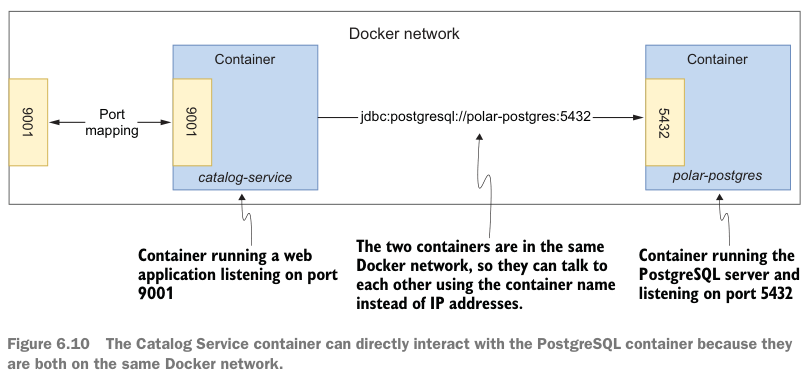 Docker network
Container
Container
9001
Port
mapping
9001
jdbc:postgresql://polar-postgres:5432
5432
catalog-service
polar-postgres
Container running a web
application listening on port
9001
The two containers are in the same
Docker network, so they can talk to
each other using the container name
instead of IP addresses.
Container running the
PostgreSQL server and
listening on port 5432
Figure 6.10 The Catalog Service container can directly interact with the PostgreSQL container because they
are both on the same Docker network.